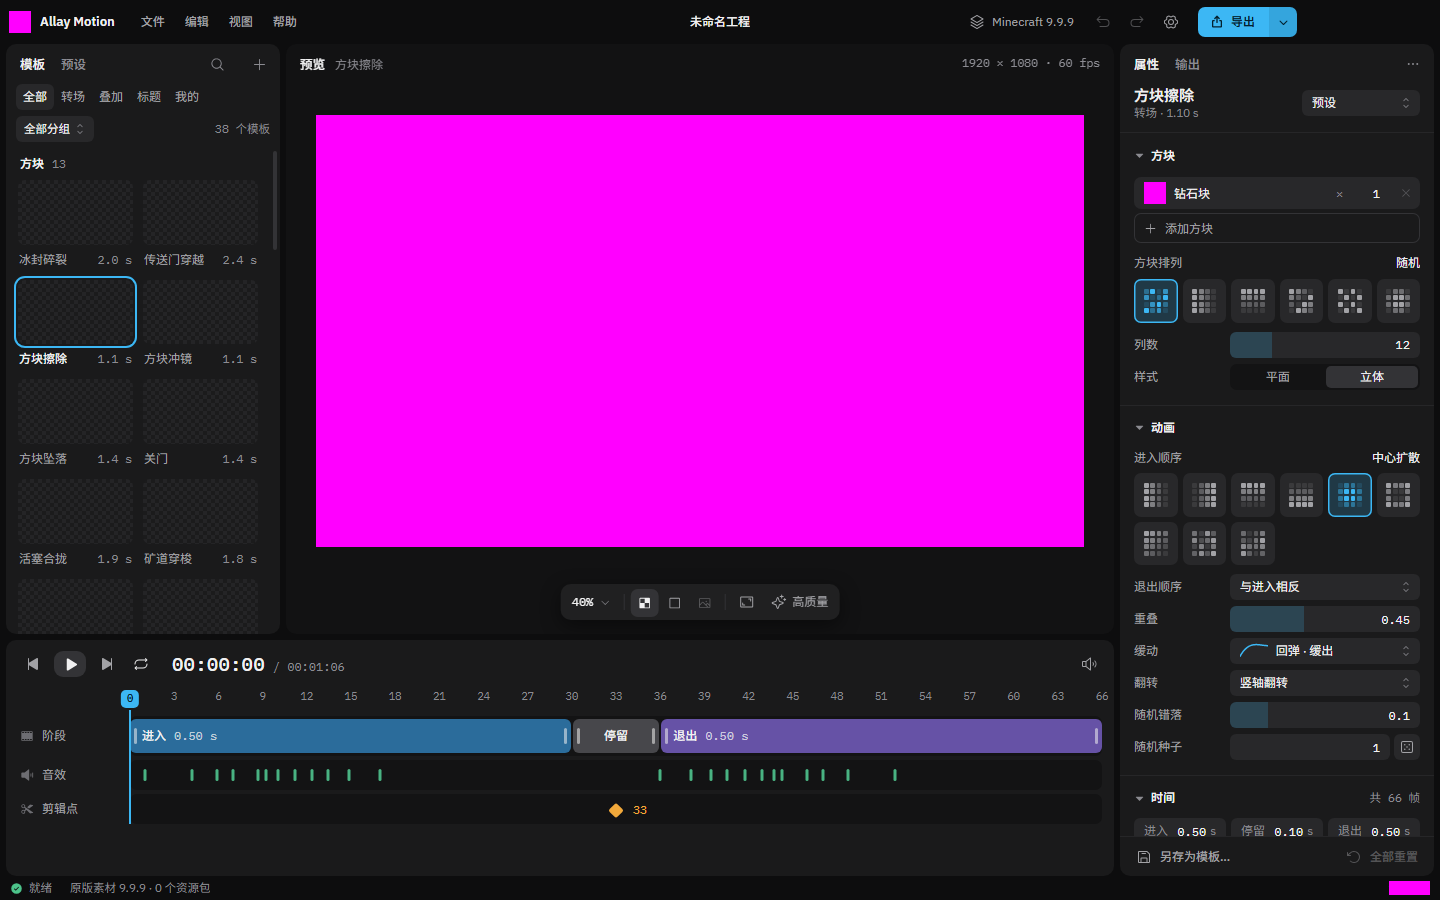 Allay Motion 文件 编辑 视图 帮助 未命名工程 Minecraft 9.9.9 导出
模板 预设
全部 转场 叠加 标题 我的
全部分组 38 个模板
方块 13
冰封碎裂 2.0 s 传送门穿越 2.4 s
方块擦除 1.1 s 方块冲镜 1.1 s
方块坠落 1.4 s 关门 1.4 s
活塞合拢 1.9 s 矿道穿梭 1.8 s
预览 方块擦除 1920 × 1080 · 60 fps
40% 高质量
属性 输出
方块擦除 预设
转场 · 1.10 s
方块
钻石块 × 1
添加方块
方块排列 随机
列数 12
样式 平面 立体
动画
进入顺序 中心扩散
退出顺序 与进入相反
重叠 0.45
缓动 回弹 · 缓出
翻转 竖轴翻转
随机错落 0.1
随机种子 1
时间 共 66 帧
进入 0.50 s 停留 0.10 s 退出 0.50 s
另存为模板... 全部重置
00:00:00 / 00:01:06
0 3 6 9 12 15 18 21 24 27 30 33 36 39 42 45 48 51 54 57 60 63 66
阶段 进入 0.50 s 停留 退出 0.50 s
音效
剪辑点 33
就绪 原版素材 9.9.9 · 0 个资源包